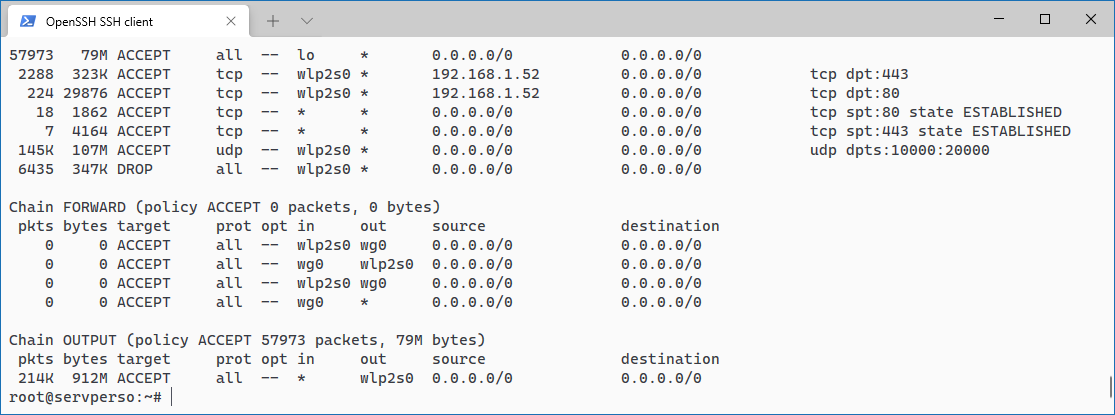 OpenSSH SSH client
57973   79M ACCEPT     all  --  lo     *       0.0.0.0/0            0.0.0.0/0
 2288  323K ACCEPT     tcp  --  wlp2s0 *       192.168.1.52         0.0.0.0/0            tcp dpt:443
  224 29876 ACCEPT     tcp  --  wlp2s0 *       192.168.1.52         0.0.0.0/0            tcp dpt:80
   18  1862 ACCEPT     tcp  --  *      *       0.0.0.0/0            0.0.0.0/0            tcp spt:80 state ESTABLISHED
    7  4164 ACCEPT     tcp  --  *      *       0.0.0.0/0            0.0.0.0/0            tcp spt:443 state ESTABLISHED
 145K  107M ACCEPT     udp  --  wlp2s0 *       0.0.0.0/0            0.0.0.0/0            udp dpts:10000:20000
 6435  347K DROP       all  --  wlp2s0 *       0.0.0.0/0            0.0.0.0/0
Chain FORWARD (policy ACCEPT 0 packets, 0 bytes)
 pkts bytes target     prot opt in     out     source               destination
    0     0 ACCEPT     all  --  wlp2s0 wg0     0.0.0.0/0            0.0.0.0/0
    0     0 ACCEPT     all  --  wg0    wlp2s0  0.0.0.0/0            0.0.0.0/0
    0     0 ACCEPT     all  --  wlp2s0 wg0     0.0.0.0/0            0.0.0.0/0
    0     0 ACCEPT     all  --  wg0    *       0.0.0.0/0            0.0.0.0/0
Chain OUTPUT (policy ACCEPT 57973 packets, 79M bytes)
 pkts bytes target     prot opt in     out     source               destination
 214K  912M ACCEPT     all  --  *      wlp2s0  0.0.0.0/0            0.0.0.0/0
root@servperso:~#